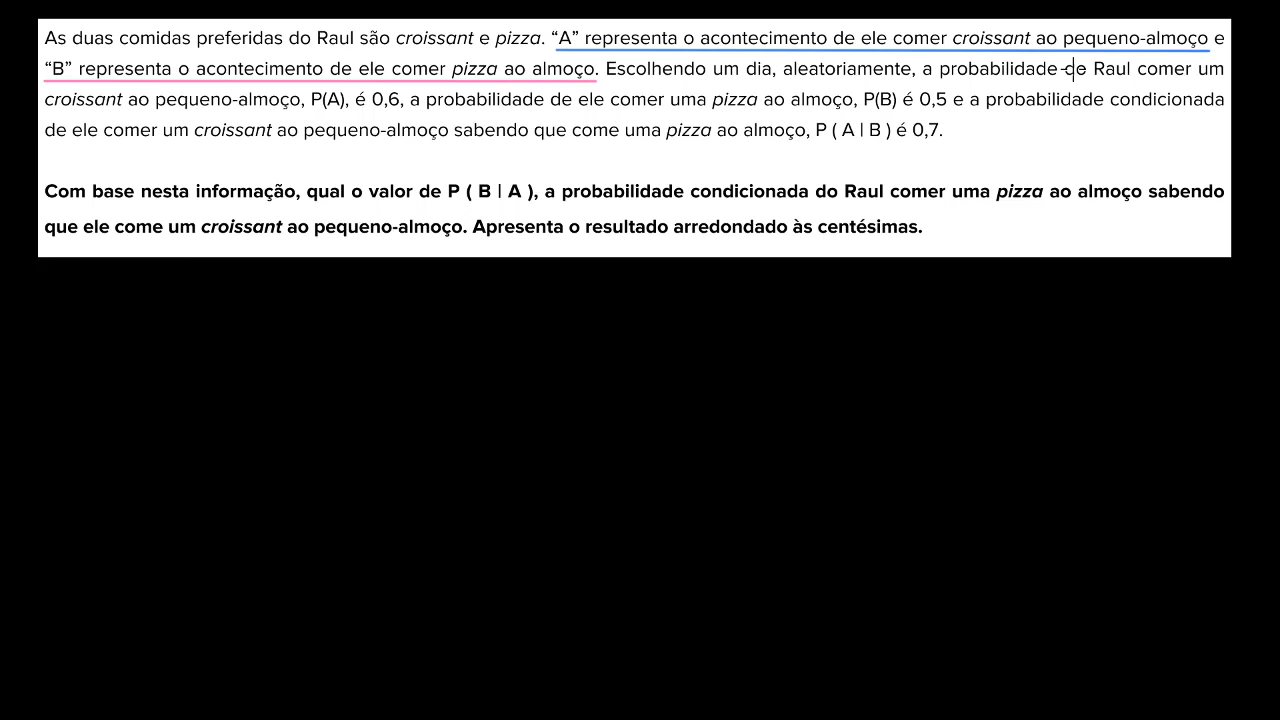 As duas comidas preferidas do Raul são croissant e pizza. “A” representa o acontecimento de ele comer croissant ao pequeno-almoço e
“B” representa o acontecimento de ele comer pizza ao almoço. Escolhendo um dia, aleatoriamente, a probabilidade de Raul comer um
croissant ao pequeno-almoço, P(A), é 0,6, a probabilidade de ele comer uma pizza ao almoço, P(B) é 0,5 e a probabilidade condicionada
de ele comer um croissant ao pequeno-almoço sabendo que come uma pizza ao almoço, P ( A | B ) é 0,7.
Com base nesta informação, qual o valor de P ( B | A ), a probabilidade condicionada do Raul comer uma pizza ao almoço sabendo
que ele come um croissant ao pequeno-almoço. Apresenta o resultado arredondado às centésimas.